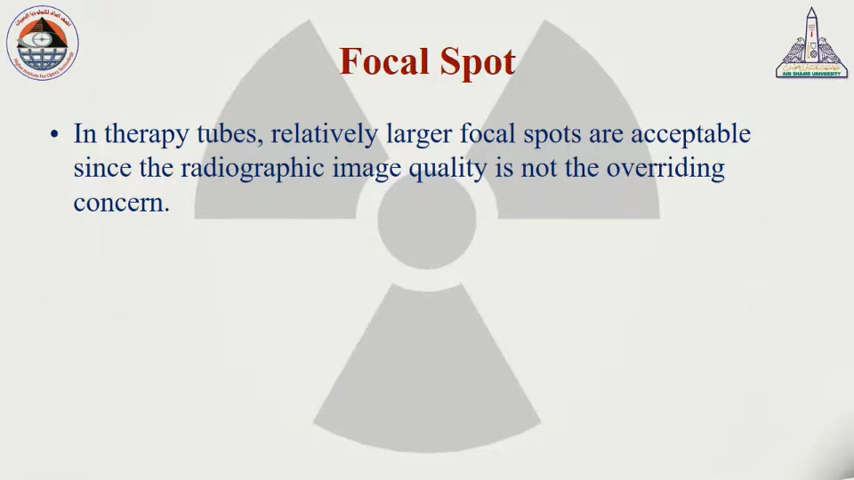 Focal Spot
• In therapy tubes, relatively larger focal spots are acceptable
since the radiographic image quality is not the overriding
concern.
AIN SHAMS UNIVERSITY